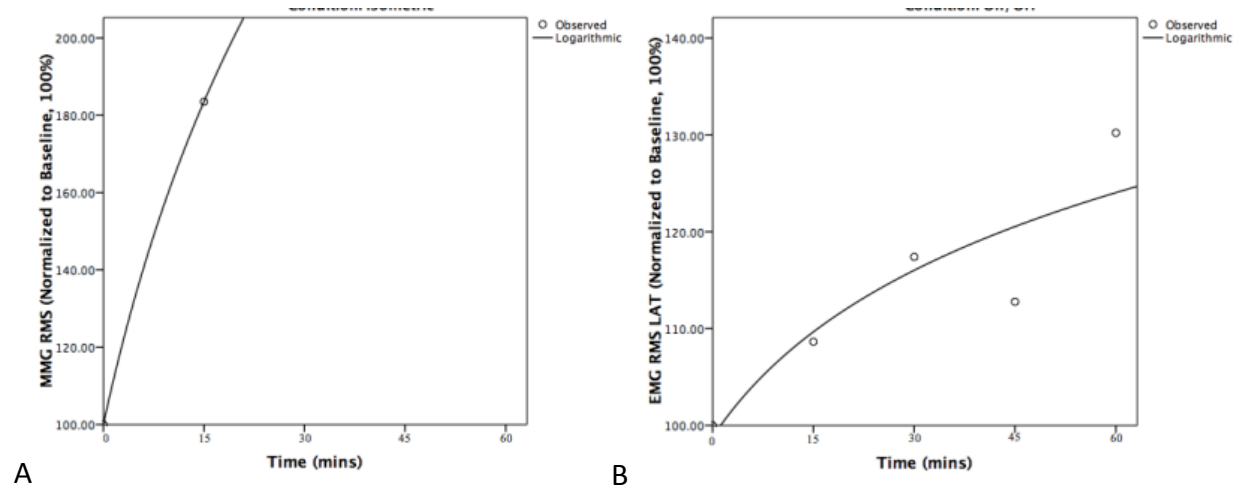 Observed
Logarithmic
MMG RMS (Normalized to Baseline, 100%)
200.00
180.00
160.00
140.00
120.00
100.00
0 15 30 45 60
Time (mins)
A
Observed
Logarithmic
EMG RMS LAT (Normalized to Baseline, 100%)
140.00
130.00
120.00
110.00
100.00
0 15 30 45 60
Time (mins)
B